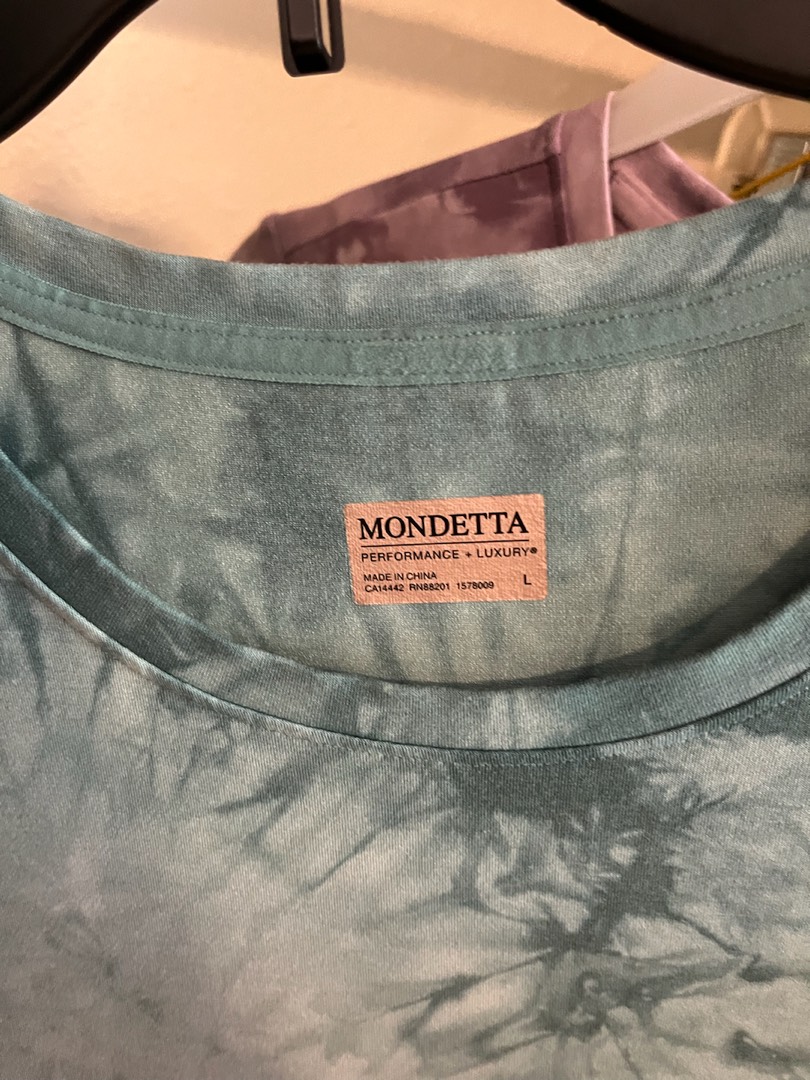 MONDETTA
PERFORMANCE + LUXURY®
MADE IN CHINA
CA14442 RN88201 1578009 L